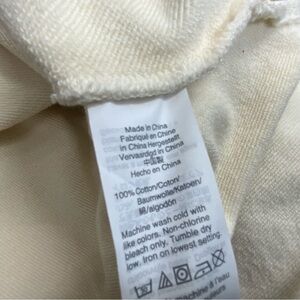 Made in China
Fabriqué en Chine
in China Hergestellt
Vervaardigd in China
中国製
Hecho en China
100% Cotton/Coton/
Baumwolle/Katoen/
綿/algodón
Machine wash cold with
like colors. Non-chlorine
bleach only. Tumble dry
low. Iron on lowest setting.
à l'eau